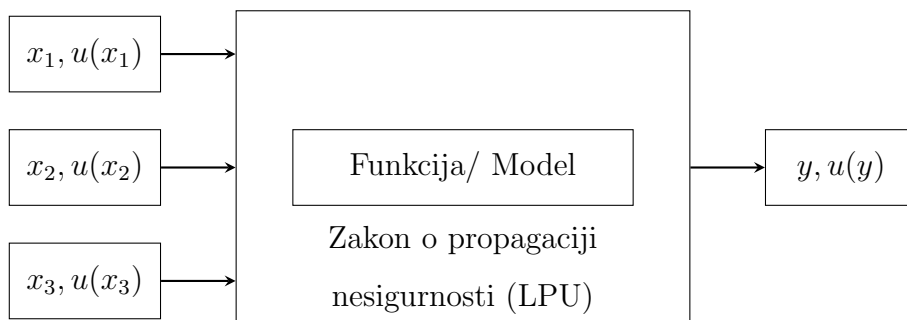 x₁, u(x₁)
x₂, u(x₂)
x₃, u(x₃)
Funkcija/ Model
Zakon o propagaciji
nesigurnosti (LPU)
y, u(y)